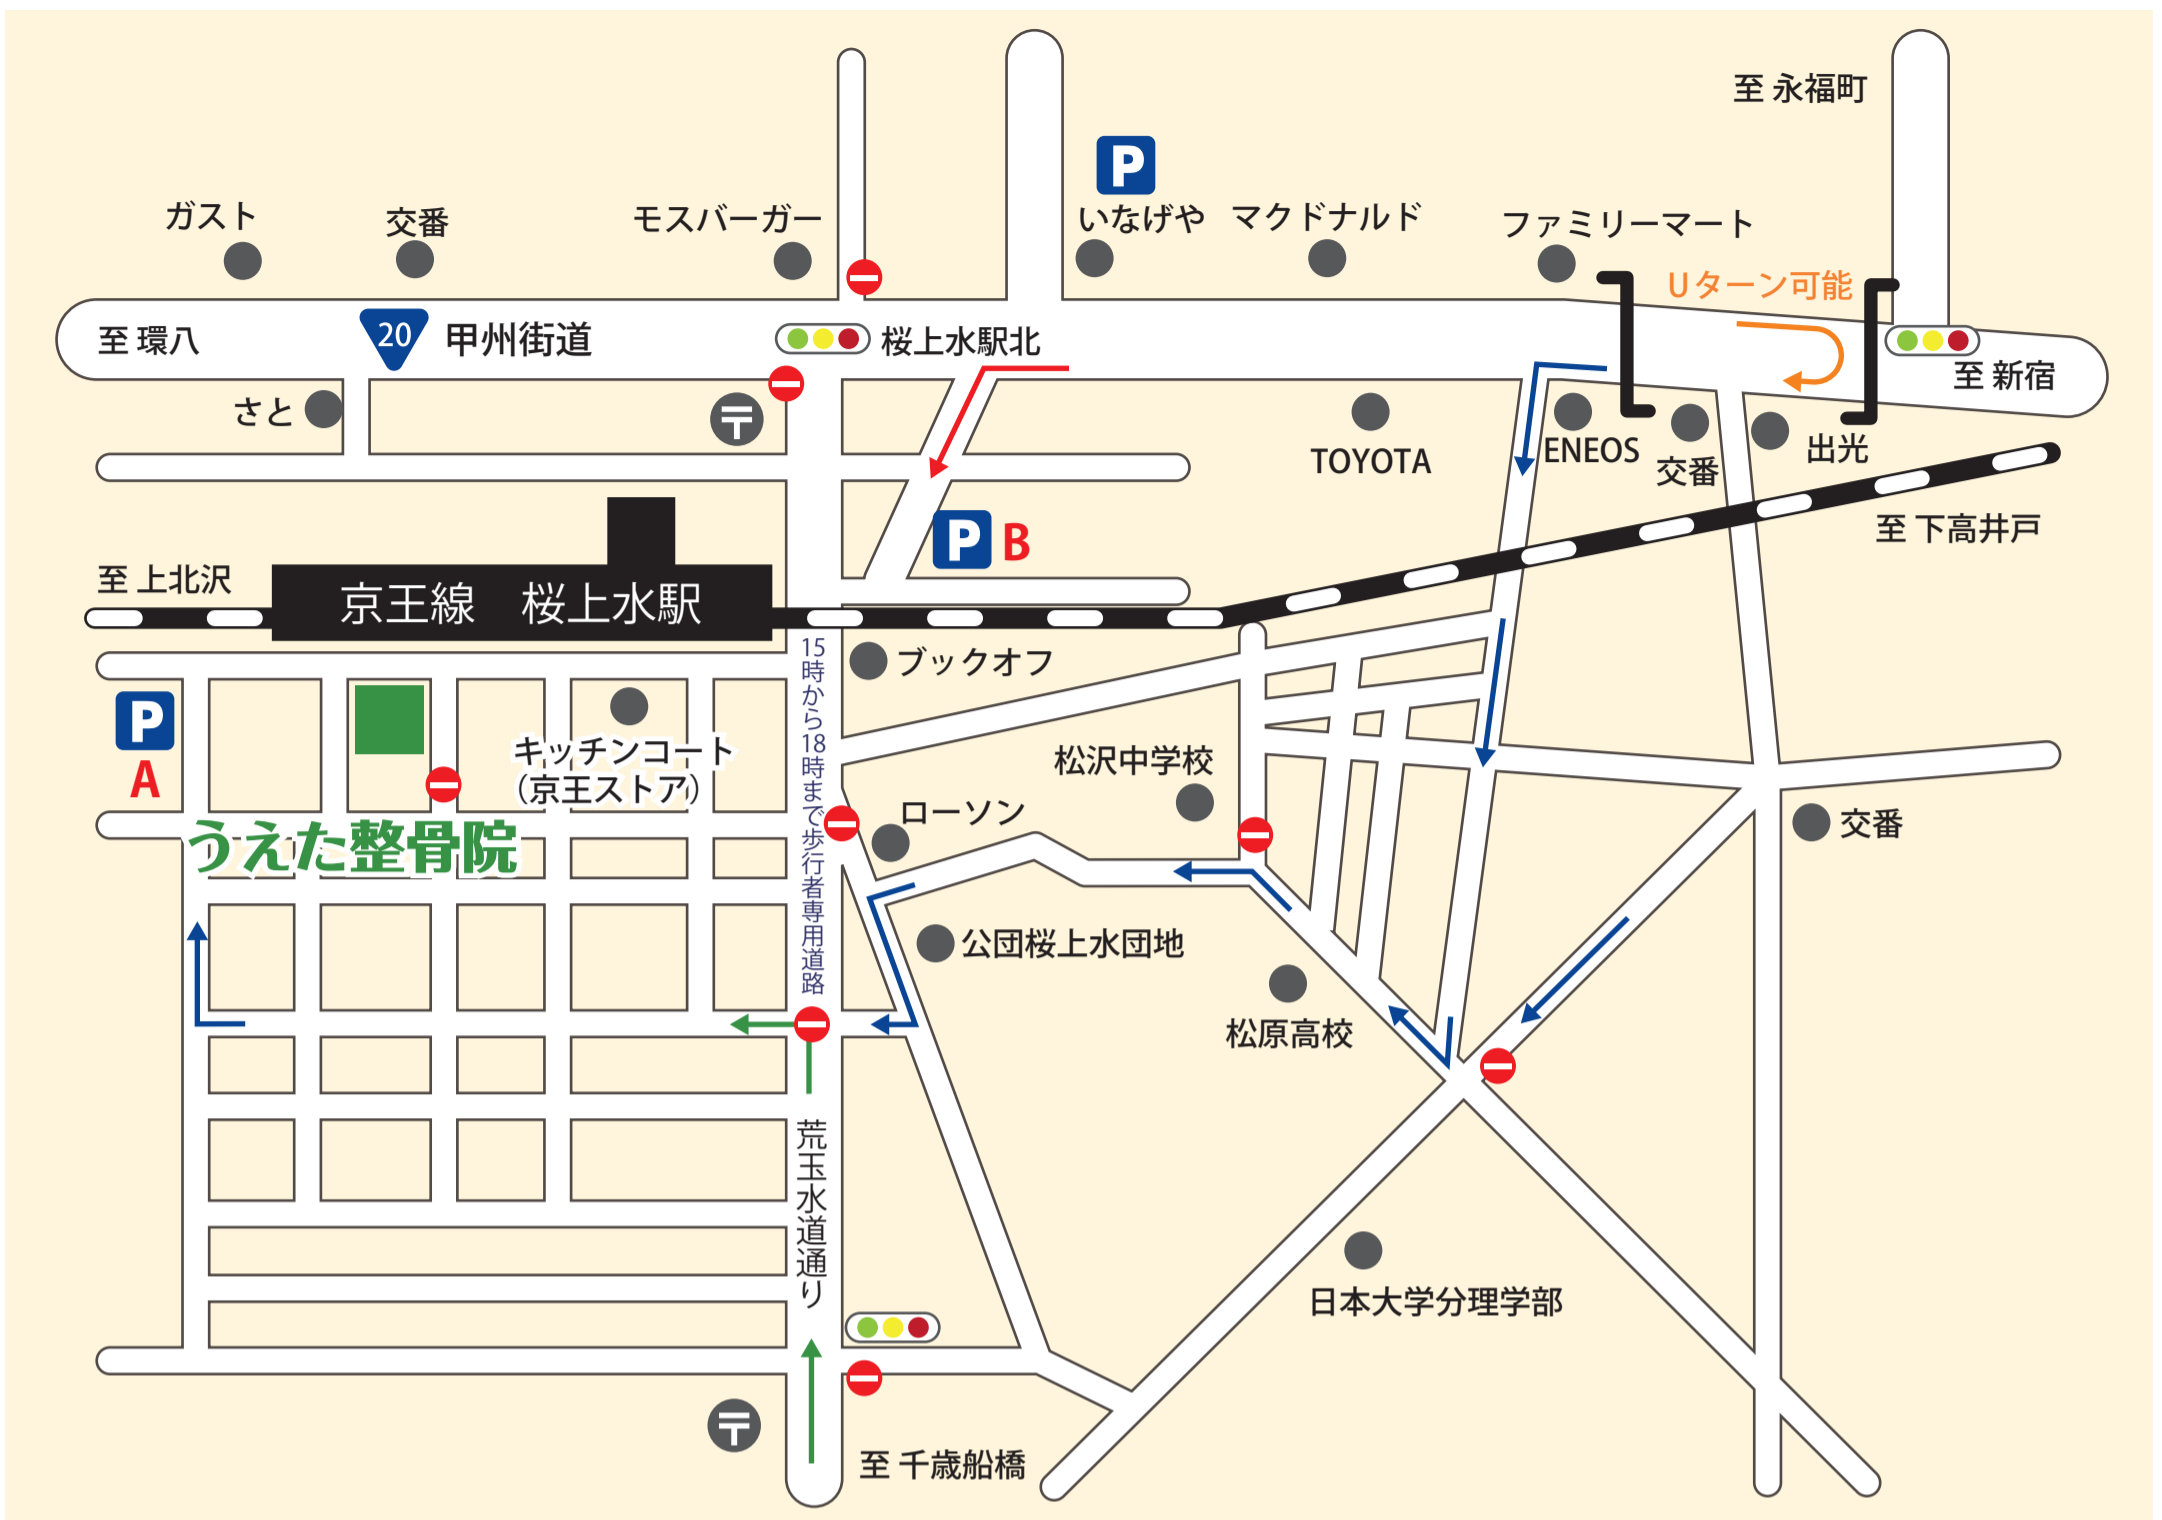 至 永福町
P
ガスト
交番
モスバーガー
いなげや
マクドナルド
ファミリーマート
Uターン可能
至 環八
20
甲州街道
桜上水駅北
至 新宿
さと
〒
TOYOTA
ENEOS
交番
出光
P B
至 下高井戸
至 上北沢
京王線　桜上水駅
15時から18時まで歩行者専用道路
ブックオフ
P
A
キッチンコート
（京王ストア）
松沢中学校
ローソン
交番
うえた整骨院
公団桜上水団地
松原高校
荒玉水道通り
日本大学分理学部
〒
至 千歳船橋